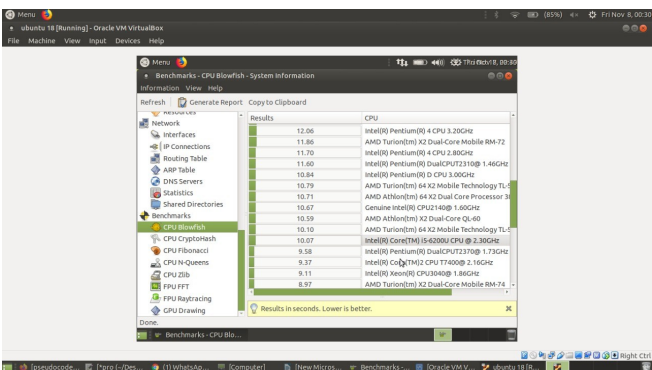 Menu
(85%)
Fri Nov 8, 00:30
ubuntu 18 [Running] - Oracle VM VirtualBox
File Machine View Input Devices Help
Menu
Benchmarks - CPU Blowfish - System Information
Information View Help
Refresh Generate Report Copy to Clipboard
Resources
Network
Interfaces
IP Connections
Routing Table
ARP Table
DNS Servers
Statistics
Shared Directories
Benchmarks
CPU Blowfish
CPU CryptoHash
CPU Fibonacci
CPU N-Queens
CPU Zlib
FPU FFT
FPU Raytracing
GPU Drawing
Results CPU
12.06 Intel(R) Pentium(R) 4 CPU 3.20GHz
11.86 AMD Turion(tm) X2 Dual-Core Mobile RM-72
11.70 Intel(R) Pentium(R) 4 CPU 2.80GHz
11.60 Intel(R) Pentium(R) DualCPUT2310@ 1.46GHz
10.84 Intel(R) Pentium(R) D CPU 3.00GHz
10.79 AMD Turion(tm) 64 X2 Mobile Technology TL-5
10.71 AMD Athlon(tm) 64 X2 Dual Core Processor 3
10.67 Genuine Intel(R) CPU2140@ 1.60GHz
10.59 AMD Athlon(tm) X2 Dual-Core QL-60
10.10 AMD Turion(tm) 64 X2 Mobile Technology TL-5
10.07 Intel(R) Core(TM) i5-6200U CPU @ 2.30GHz
9.58 Intel(R) Pentium(R) DualCPUT2370@ 1.73GHz
9.37 Intel(R) Core(TM)2 CPU T7400@ 2.16GHz
9.11 Intel(R) Xeon(R) CPU3040@ 1.86GHz
8.97 AMD Turion(tm) X2 Dual-Core Mobile RM-74
Results in seconds. Lower is better.
Done.
Benchmarks - CPU Blo...
Right Ctrl
[pseudocode... [*pro (~/Des... (1) WhatsAp... [Computer] [New Micros... Benchmarks -... [Oracle VM V... ubuntu 18 [R...